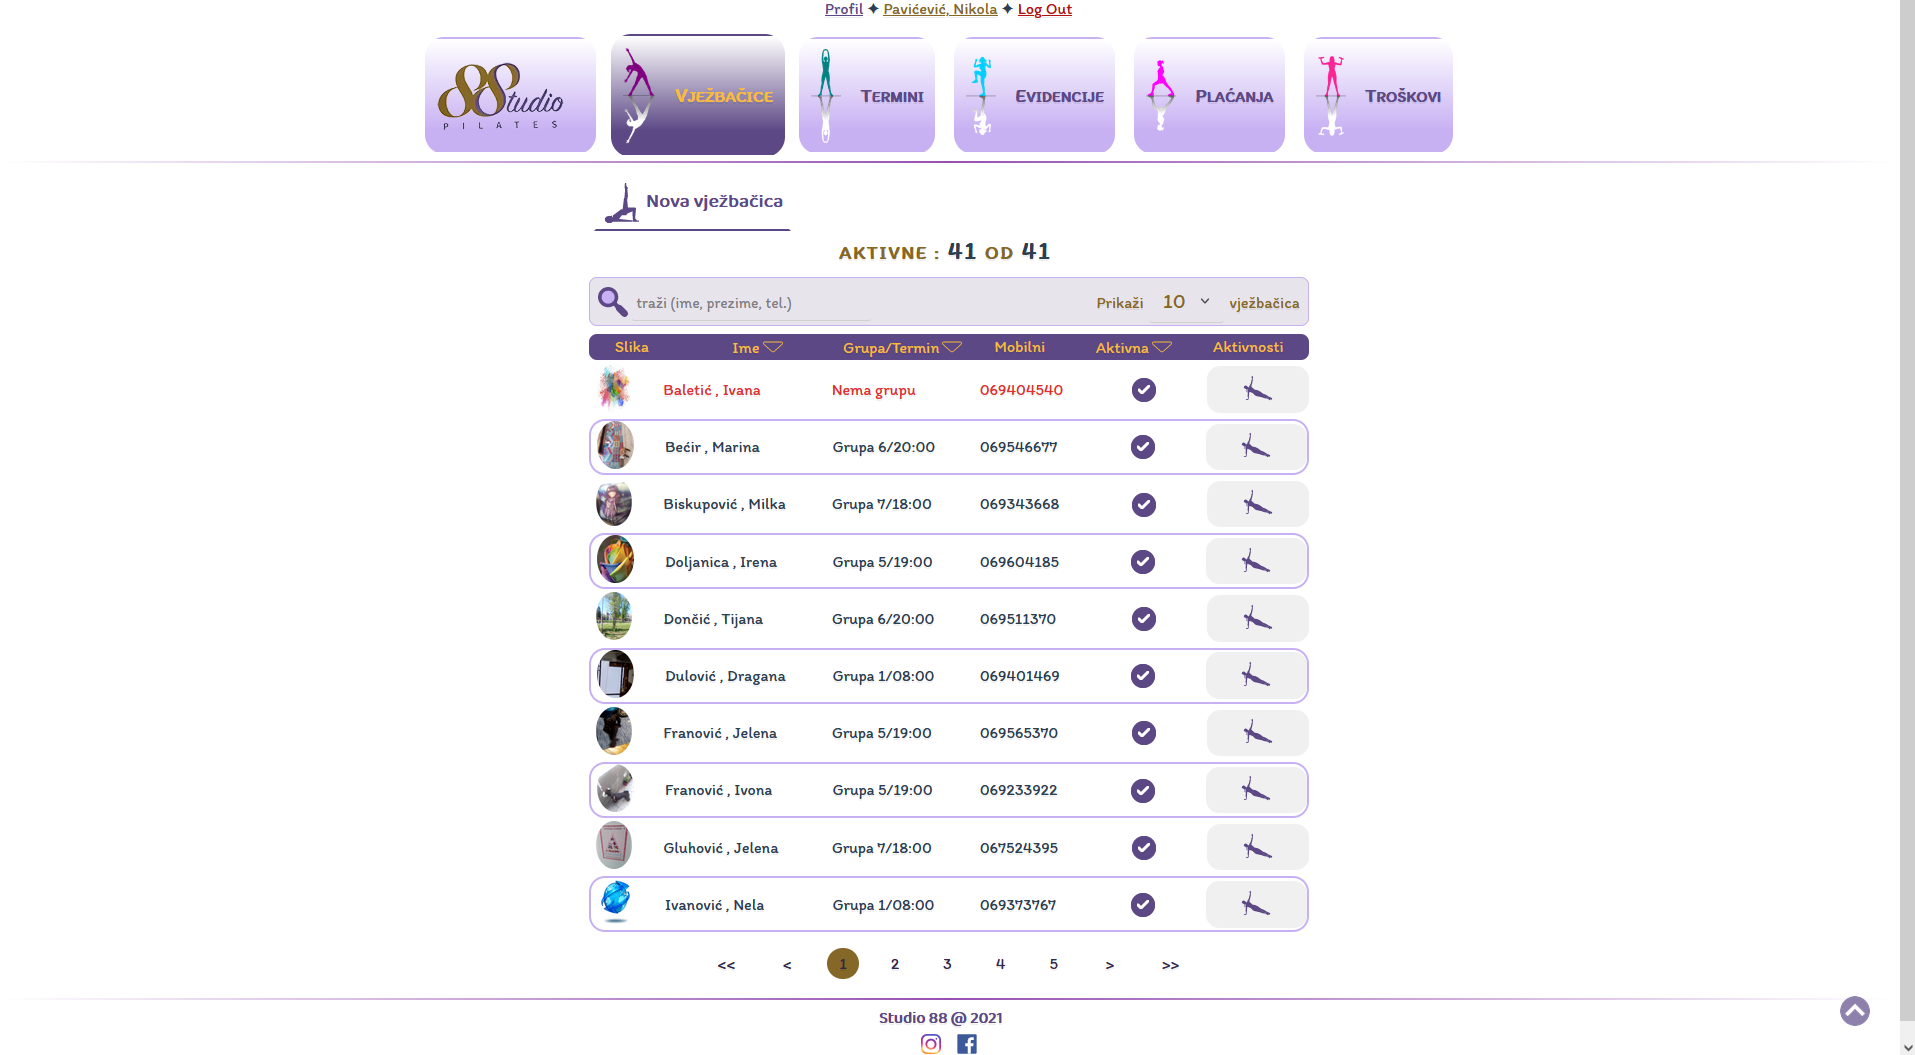 Profil ✦ Pavićević, Nikola ✦ Log Out
88tudio
PILATES
Vježbačice
Termini
Evidencije
Plaćanja
Troškovi
Nova vježbačica
AKTIVNE : 41 OD 41
traži (ime, prezime, tel.)
Prikaži 10 vježbačica
Slika Ime Grupa/Termin Mobilni Aktivna Aktivnosti
Baletić , Ivana Nema grupu 069404540
Bećir , Marina Grupa 6/20:00 069546677
Biskupović , Milka Grupa 7/18:00 069343668
Doljanica , Irena Grupa 5/19:00 069604185
Dončić , Tijana Grupa 6/20:00 069511370
Dulović , Dragana Grupa 1/08:00 069401469
Franović , Jelena Grupa 5/19:00 069565370
Franović , Ivona Grupa 5/19:00 069233922
Gluhović , Jelena Grupa 7/18:00 067524395
Ivanović , Nela Grupa 1/08:00 069373767
<< < 1 2 3 4 5 > >>
Studio 88 @ 2021